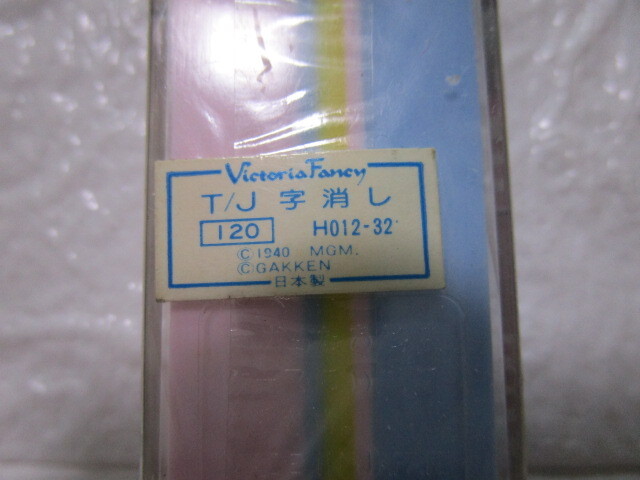 Victoria Fancy
T/J 字消し
120 H012-32
©1940 MGM.
©GAKKEN
日本製